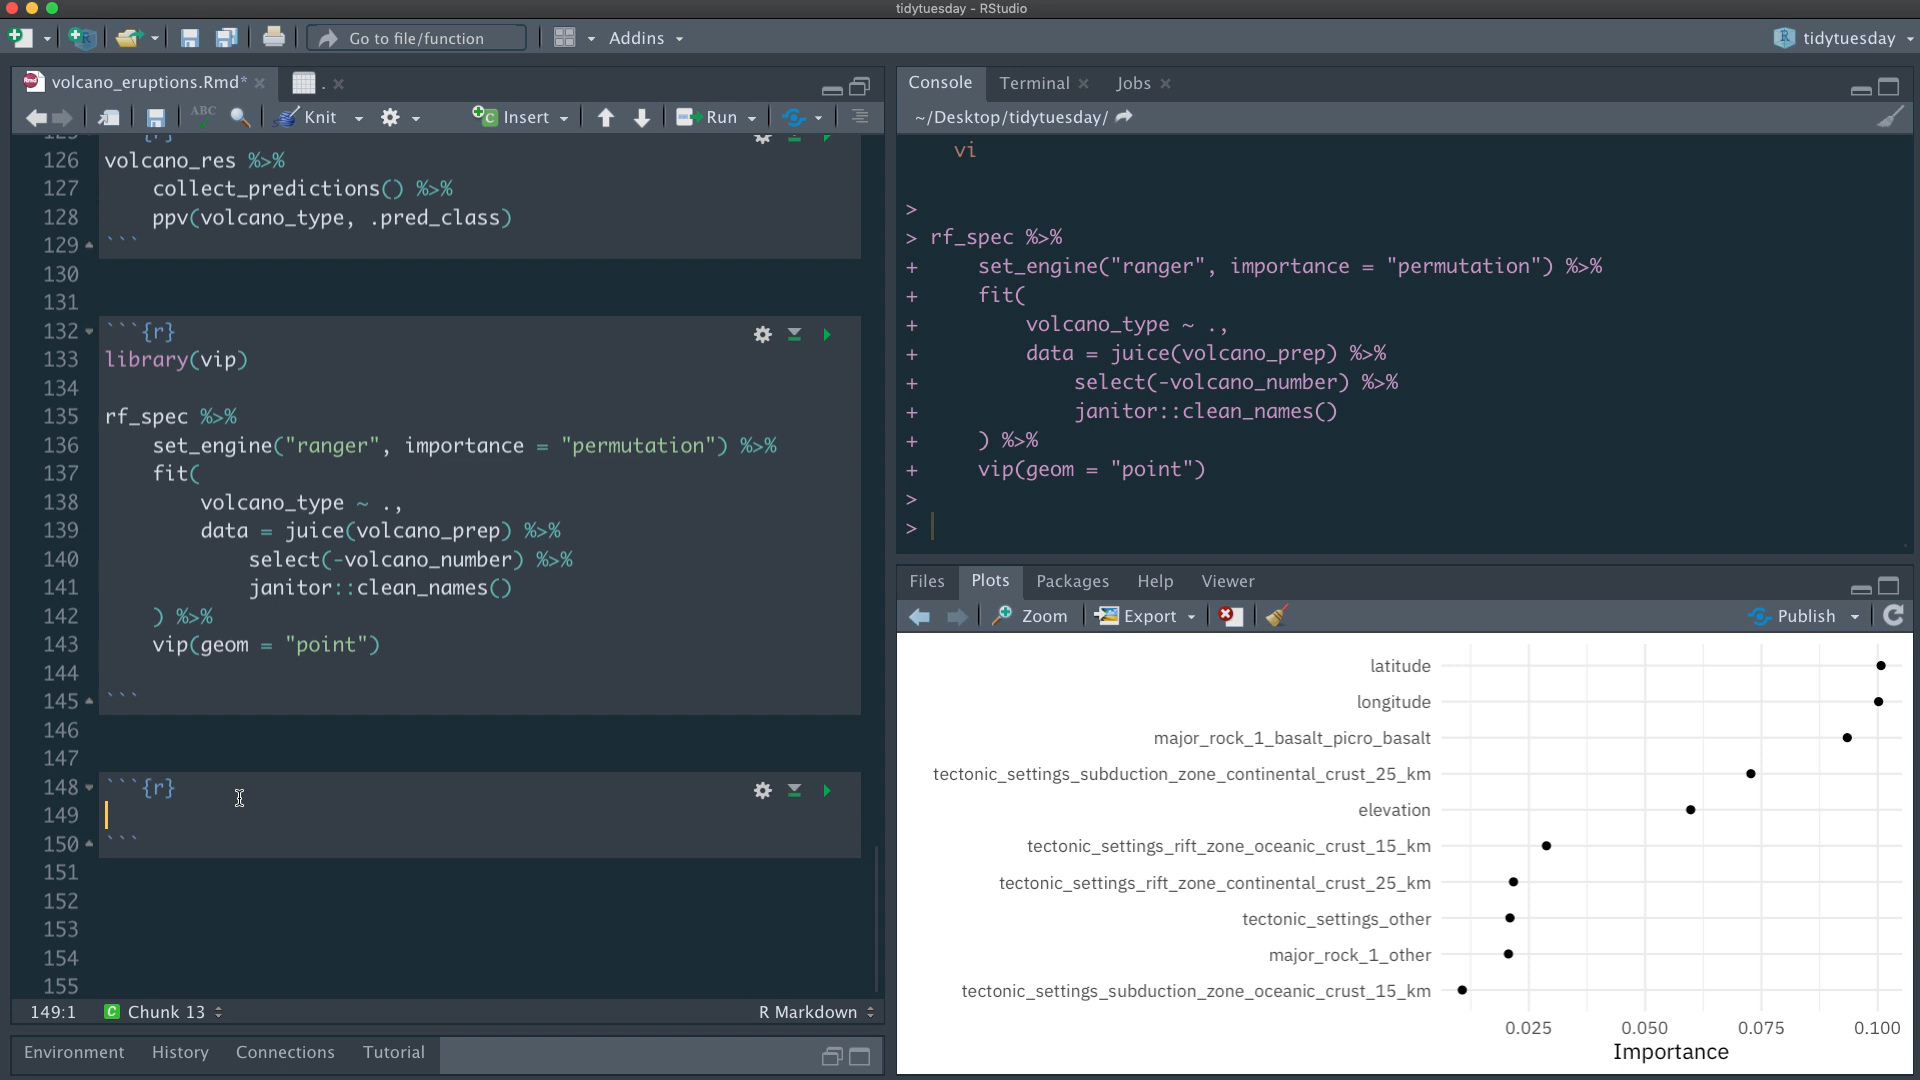 tidytuesday - RStudio
Go to file/function
Addins
tidytuesday
volcano_eruptions.Rmd*
.
ABC
Knit
Insert
Run
126 volcano_res %>%
127     collect_predictions() %>%
128     ppv(volcano_type, .pred_class)
129 ```
130
131
132 ```{r}
133 library(vip)
134
135 rf_spec %>%
136     set_engine("ranger", importance = "permutation") %>%
137     fit(
138         volcano_type ~ .,
139         data = juice(volcano_prep) %>%
140             select(-volcano_number) %>%
141             janitor::clean_names()
142     ) %>%
143     vip(geom = "point")
144
145 ```
146
147
148 ```{r}
149
150 ```
151
152
153
154
155
149:1
Chunk 13
R Markdown
Environment
History
Connections
Tutorial
Console
Terminal
Jobs
~/Desktop/tidytuesday/
vi
>
> rf_spec %>%
+     set_engine("ranger", importance = "permutation") %>%
+     fit(
+         volcano_type ~ .,
+         data = juice(volcano_prep) %>%
+             select(-volcano_number) %>%
+             janitor::clean_names()
+     ) %>%
+     vip(geom = "point")
>
>
Files
Plots
Packages
Help
Viewer
Zoom
Export
Publish
latitude
longitude
major_rock_1_basalt_picro_basalt
tectonic_settings_subduction_zone_continental_crust_25_km
elevation
tectonic_settings_rift_zone_oceanic_crust_15_km
tectonic_settings_rift_zone_continental_crust_25_km
tectonic_settings_other
major_rock_1_other
tectonic_settings_subduction_zone_oceanic_crust_15_km
0.025
0.050
0.075
0.100
Importance